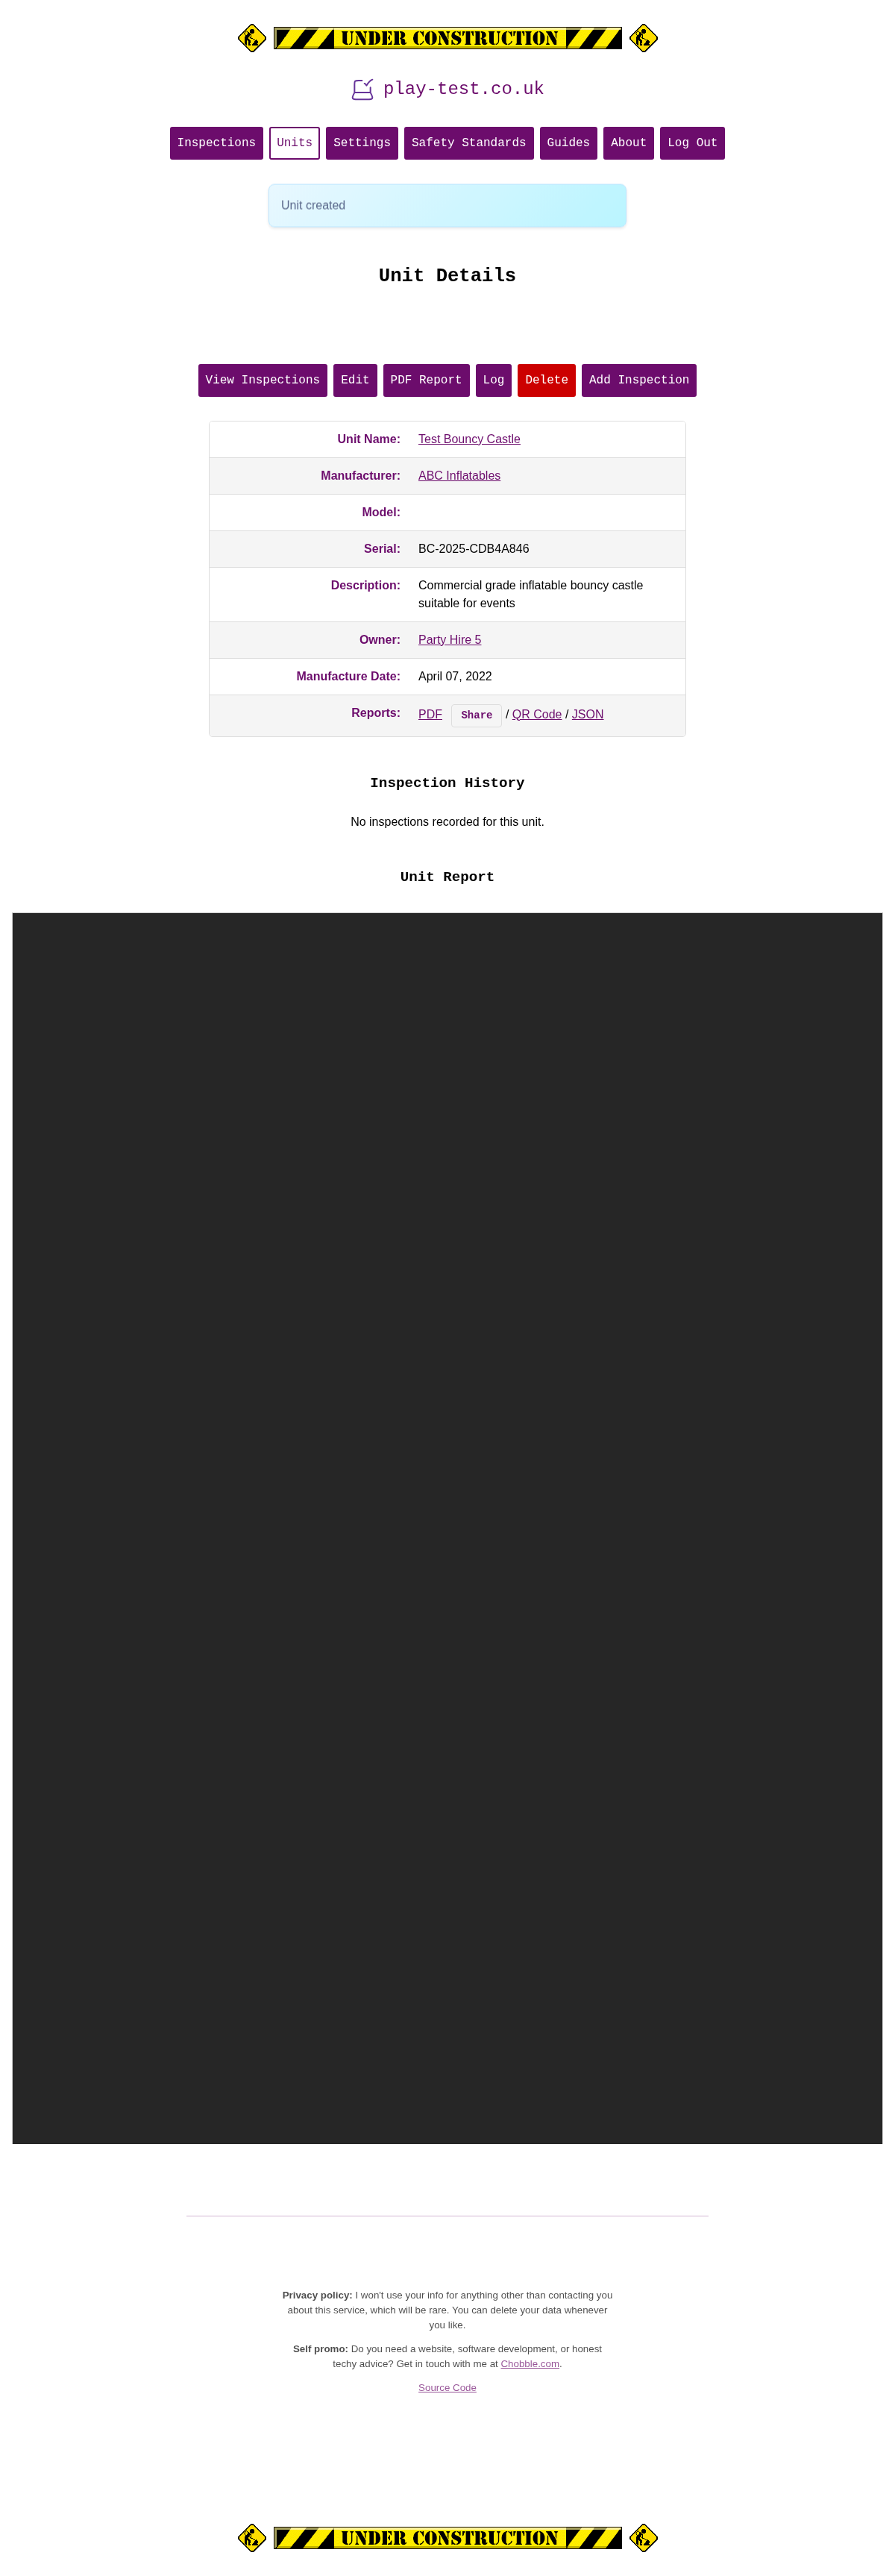 UNDER CONSTRUCTION
play-test.co.uk
Inspections Units Settings Safety Standards Guides About Log Out
Unit created
Unit Details
View Inspections Edit PDF Report Log Delete Add Inspection
Unit Name: Test Bouncy Castle
Manufacturer: ABC Inflatables
Model:
Serial: BC-2025-CDB4A846
Description: Commercial grade inflatable bouncy castle
suitable for events
Owner: Party Hire 5
Manufacture Date: April 07, 2022
Reports: PDF Share / QR Code / JSON
Inspection History
No inspections recorded for this unit.
Unit Report
Privacy policy: I won't use your info for anything other than contacting you
about this service, which will be rare. You can delete your data whenever
you like.
Self promo: Do you need a website, software development, or honest
techy advice? Get in touch with me at Chobble.com.
Source Code
UNDER CONSTRUCTION